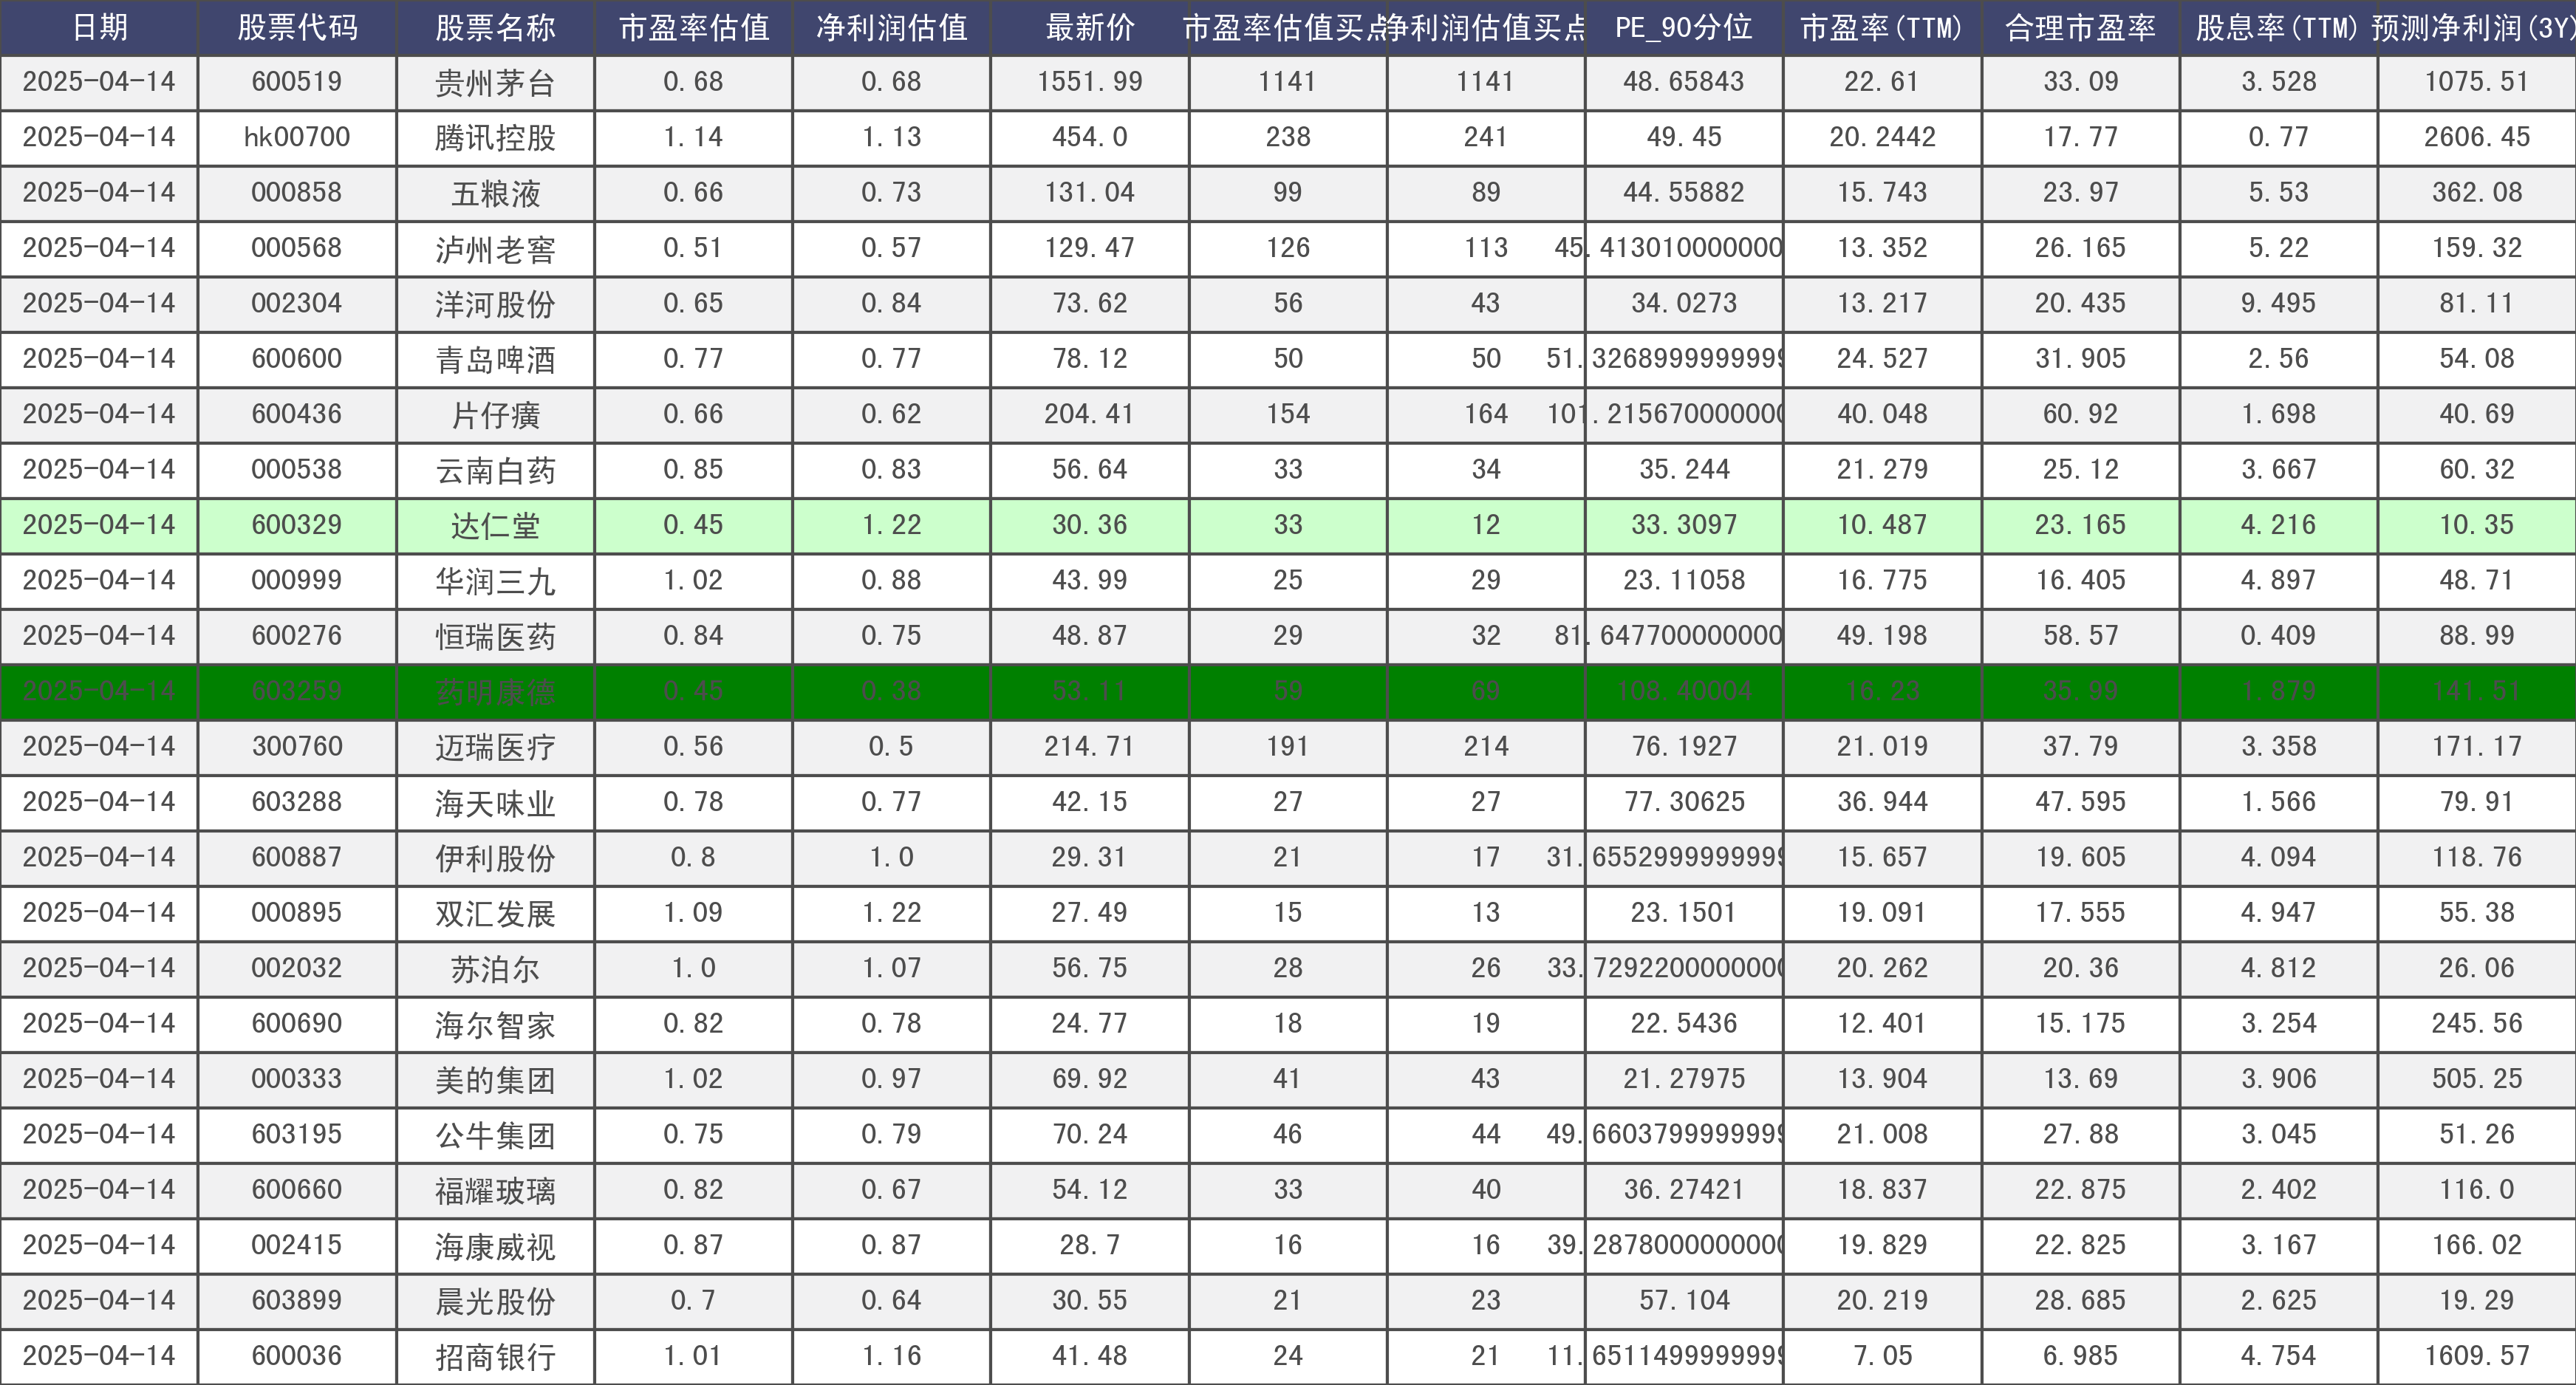 日期 股票代码 股票名称 市盈率估值 净利润估值 最新价 市盈率估值买点 净利润估值买点 PE_90分位 市盈率(TTM) 合理市盈率 股息率(TTM) 预测净利润(3Y)
2025-04-14 600519 贵州茅台 0.68 0.68 1551.99 1141 1141 48.65843 22.61 33.09 3.528 1075.51
2025-04-14 hk00700 腾讯控股 1.14 1.13 454.0 238 241 49.45 20.2442 17.77 0.77 2606.45
2025-04-14 000858 五粮液 0.66 0.73 131.04 99 89 44.55882 15.743 23.97 5.53 362.08
2025-04-14 000568 泸州老窖 0.51 0.57 129.47 126 113 45.413010000000 13.352 26.165 5.22 159.32
2025-04-14 002304 洋河股份 0.65 0.84 73.62 56 43 34.0273 13.217 20.435 9.495 81.11
2025-04-14 600600 青岛啤酒 0.77 0.77 78.12 50 50 51.3268999999999 24.527 31.905 2.56 54.08
2025-04-14 600436 片仔癀 0.66 0.62 204.41 154 164 101.215670000000 40.048 60.92 1.698 40.69
2025-04-14 000538 云南白药 0.85 0.83 56.64 33 34 35.244 21.279 25.12 3.667 60.32
2025-04-14 600329 达仁堂 0.45 1.22 30.36 33 12 33.3097 10.487 23.165 4.216 10.35
2025-04-14 000999 华润三九 1.02 0.88 43.99 25 29 23.11058 16.775 16.405 4.897 48.71
2025-04-14 600276 恒瑞医药 0.84 0.75 48.87 29 32 81.647700000000 49.198 58.57 0.409 88.99
2025-04-14 603259 药明康德 0.45 0.38 53.11 59 69 108.40004 16.23 35.99 1.879 141.51
2025-04-14 300760 迈瑞医疗 0.56 0.5 214.71 191 214 76.1927 21.019 37.79 3.358 171.17
2025-04-14 603288 海天味业 0.78 0.77 42.15 27 27 77.30625 36.944 47.595 1.566 79.91
2025-04-14 600887 伊利股份 0.8 1.0 29.31 21 17 31.6552999999999 15.657 19.605 4.094 118.76
2025-04-14 000895 双汇发展 1.09 1.22 27.49 15 13 23.1501 19.091 17.555 4.947 55.38
2025-04-14 002032 苏泊尔 1.0 1.07 56.75 28 26 33.7292200000000 20.262 20.36 4.812 26.06
2025-04-14 600690 海尔智家 0.82 0.78 24.77 18 19 22.5436 12.401 15.175 3.254 245.56
2025-04-14 000333 美的集团 1.02 0.97 69.92 41 43 21.27975 13.904 13.69 3.906 505.25
2025-04-14 603195 公牛集团 0.75 0.79 70.24 46 44 49.6603799999999 21.008 27.88 3.045 51.26
2025-04-14 600660 福耀玻璃 0.82 0.67 54.12 33 40 36.27421 18.837 22.875 2.402 116.0
2025-04-14 002415 海康威视 0.87 0.87 28.7 16 16 39.2878000000000 19.829 22.825 3.167 166.02
2025-04-14 603899 晨光股份 0.7 0.64 30.55 21 23 57.104 20.219 28.685 2.625 19.29
2025-04-14 600036 招商银行 1.01 1.16 41.48 24 21 11.6511499999999 7.05 6.985 4.754 1609.57